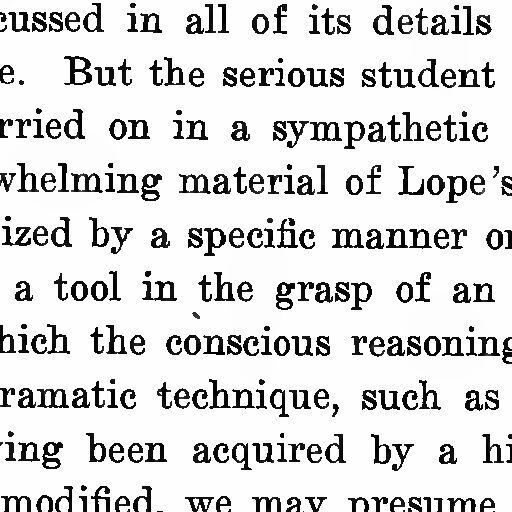 cussed in all of its details
e. But the serious student
rried on in a sympathetic
whelming material of Lope's
ized by a specific manner or
a tool in the grasp of an
hich the conscious reasoning
ramatic technique, such as
ing been acquired by a hi
modified, we may presume